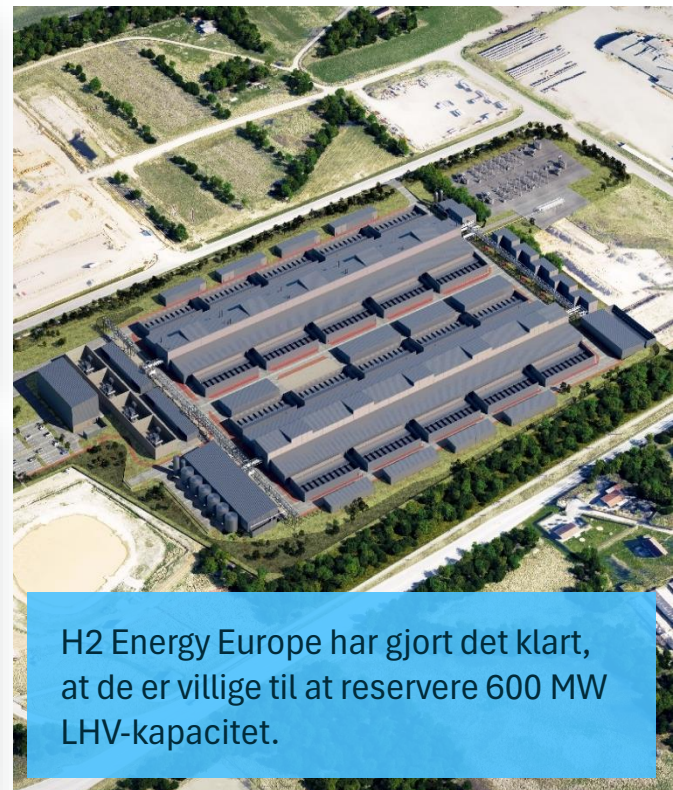 H2 Energy Europe har gjort det klart,
at de er villige til at reservere 600 MW
LHV-kapacitet.